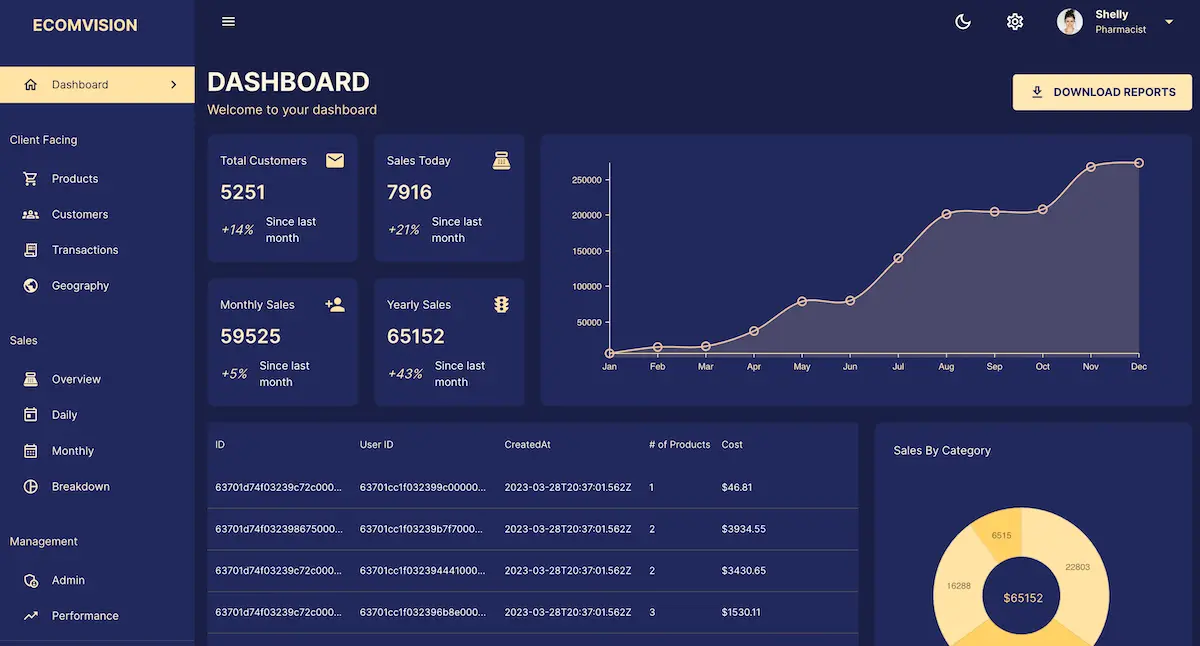 ECOMVISION
Shelly
Pharmacist
Dashboard
Client Facing
Products
Customers
Transactions
Geography
Sales
Overview
Daily
Monthly
Breakdown
Management
Admin
Performance
DASHBOARD
Welcome to your dashboard
DOWNLOAD REPORTS
Total Customers
5251
+14%
Since last
month
Sales Today
7916
+21%
Since last
month
Monthly Sales
59525
+5%
Since last
month
Yearly Sales
65152
+43%
Since last
month
250000
200000
150000
100000
50000
Jan Feb Mar Apr May Jun Jul Aug Sep Oct Nov Dec
ID User ID CreatedAt # of Products Cost
63701d74f03239c72c000... 63701cc1f032399c00000... 2023-03-28T20:37:01.562Z 1 $46.81
63701d74f032398675000... 63701cc1f03239b7f7000... 2023-03-28T20:37:01.562Z 2 $3934.55
63701d74f03239c72c000... 63701cc1f032394441000... 2023-03-28T20:37:01.562Z 2 $3430.65
63701d74f03239c72c000... 63701cc1f032396b8e000... 2023-03-28T20:37:01.562Z 3 $1530.11
Sales By Category
6515
22803
16288
$65152